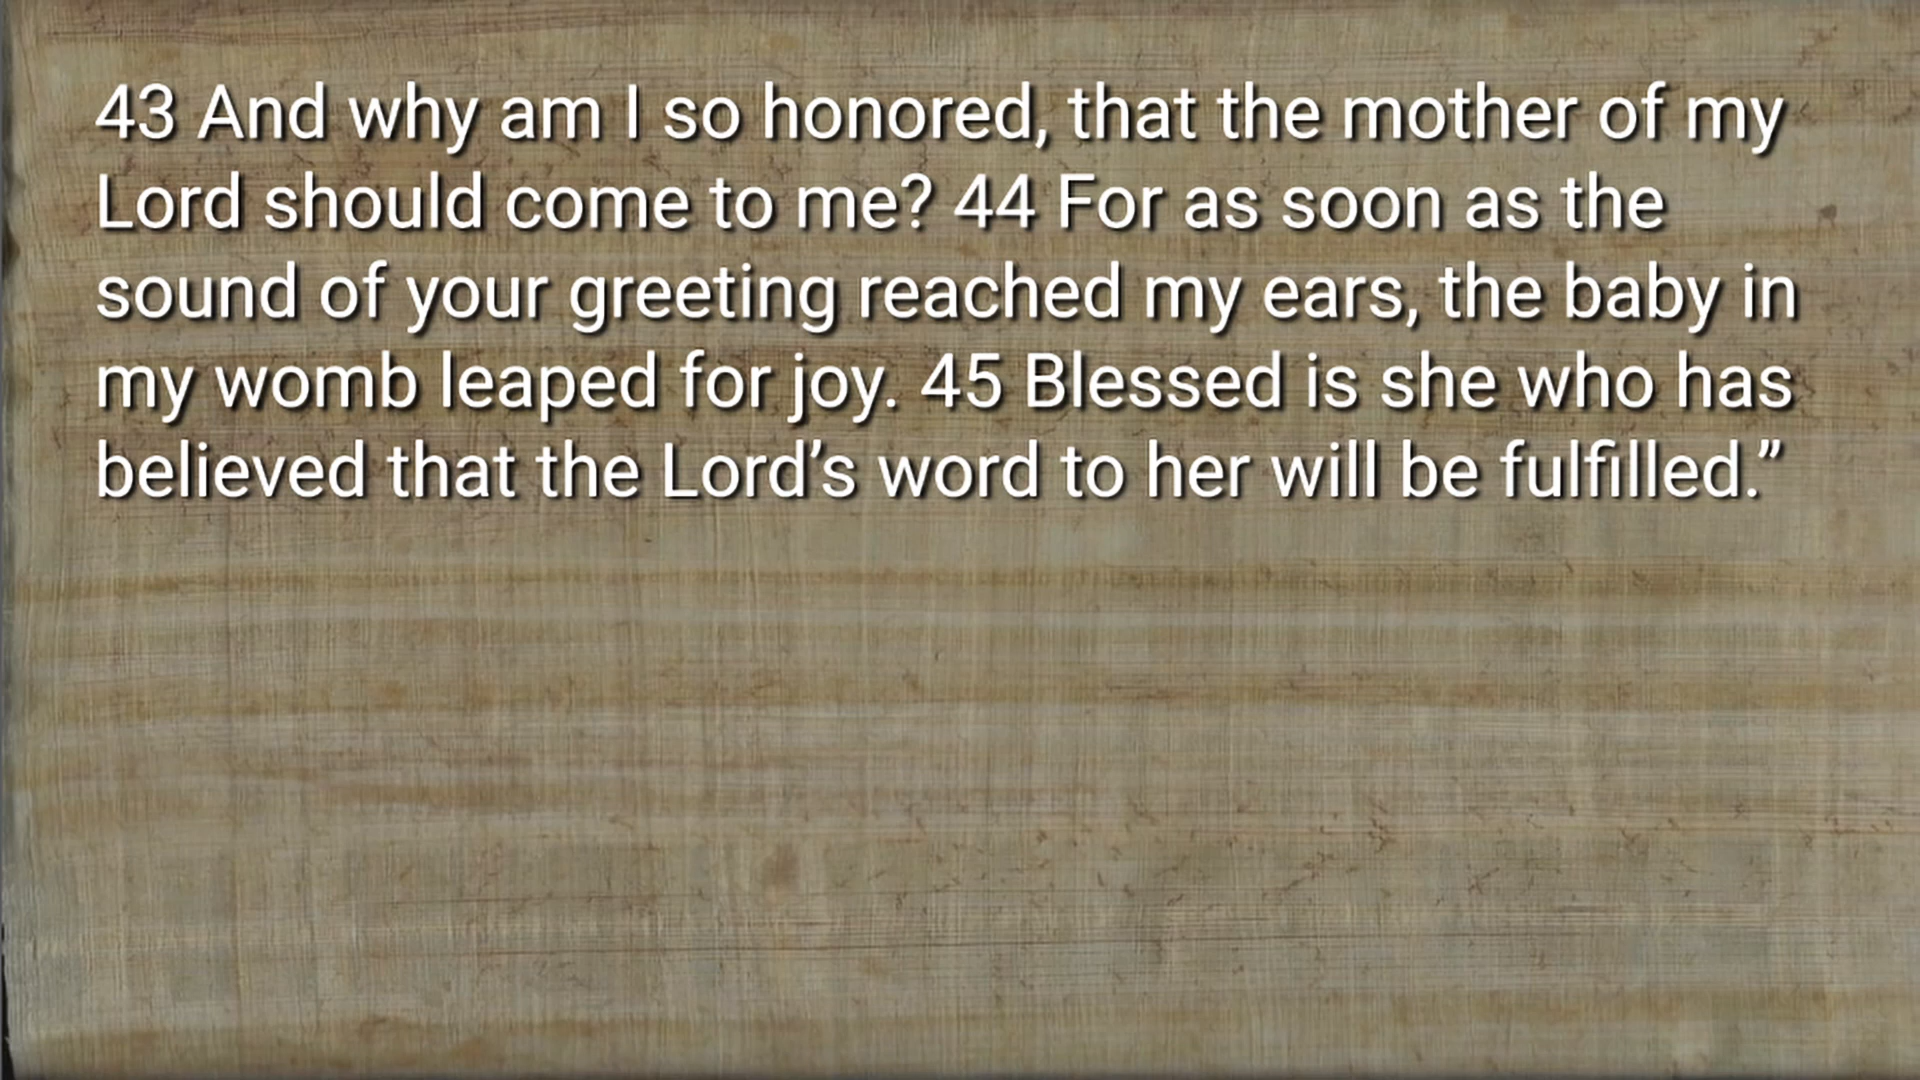 43 And why am I so honored, that the mother of my
Lord should come to me? 44 For as soon as the
sound of your greeting reached my ears, the baby in
my womb leaped for joy. 45 Blessed is she who has
believed that the Lord’s word to her will be fulfilled.”